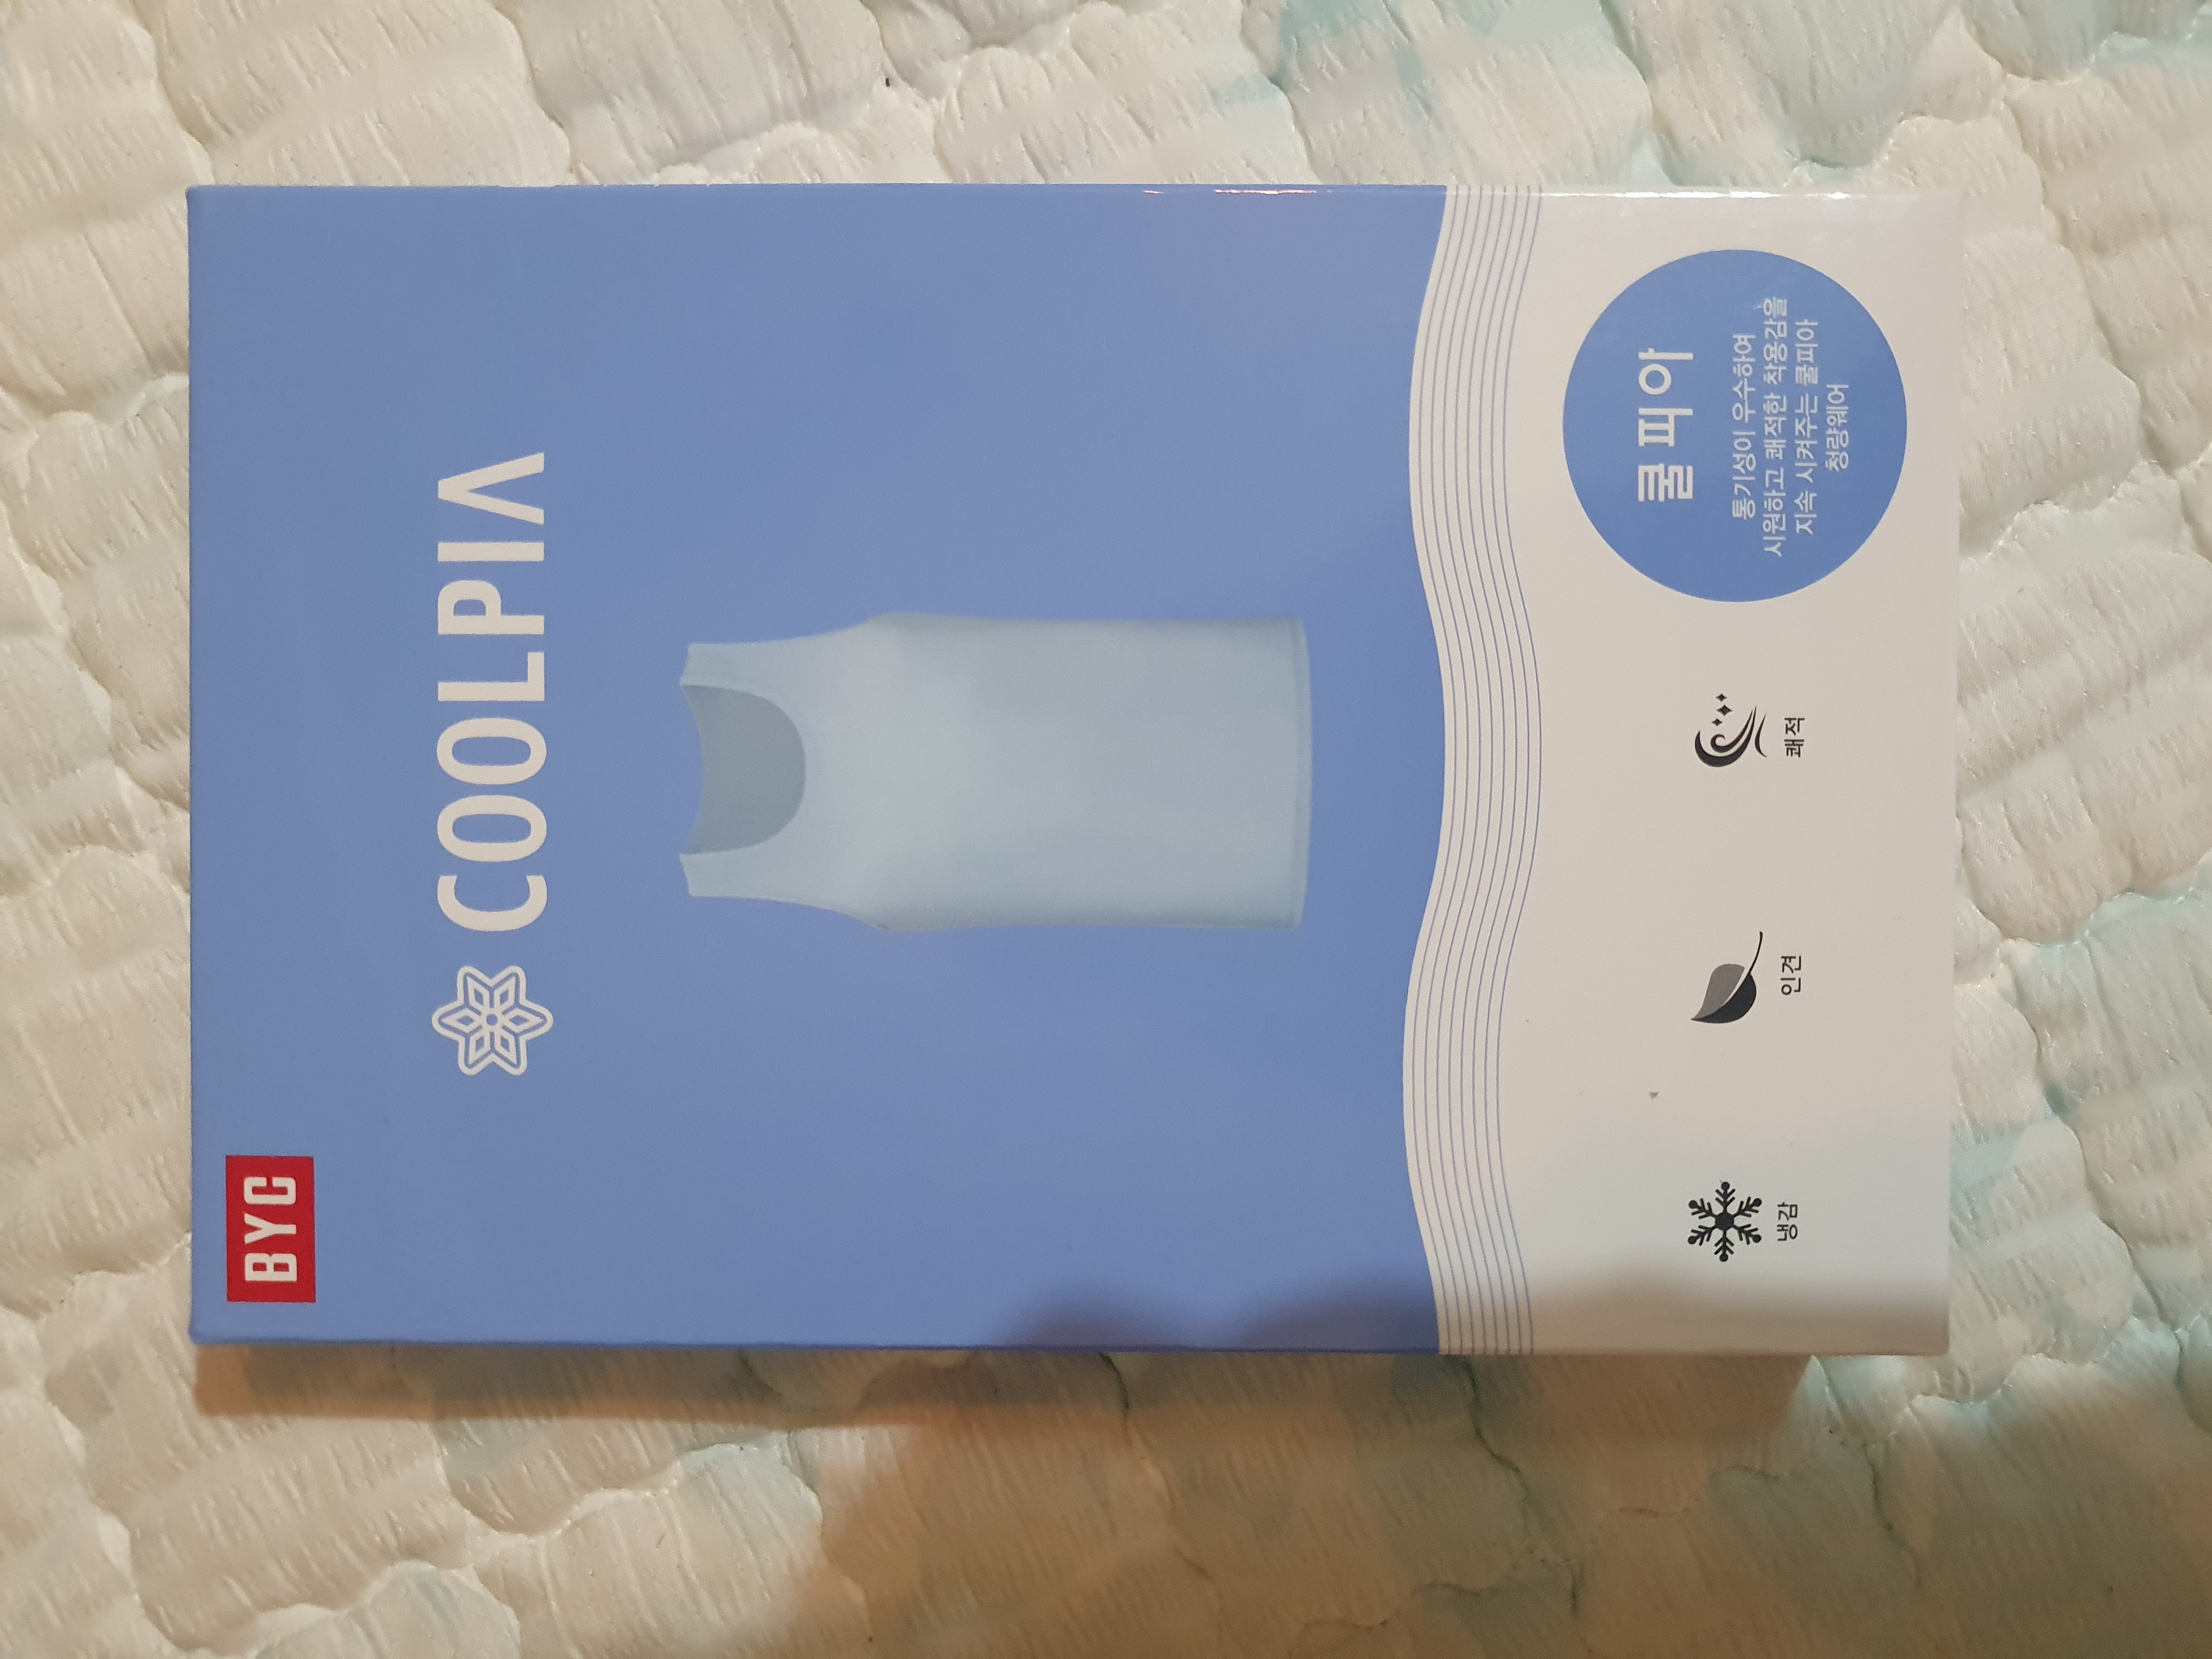 BYC
COOLPIA
쿨피아
통기성이 우수하여
시원하고 쾌적한 착용감을
지속 시켜주는 쿨피아
청량웨어
냉감
인견
쾌적